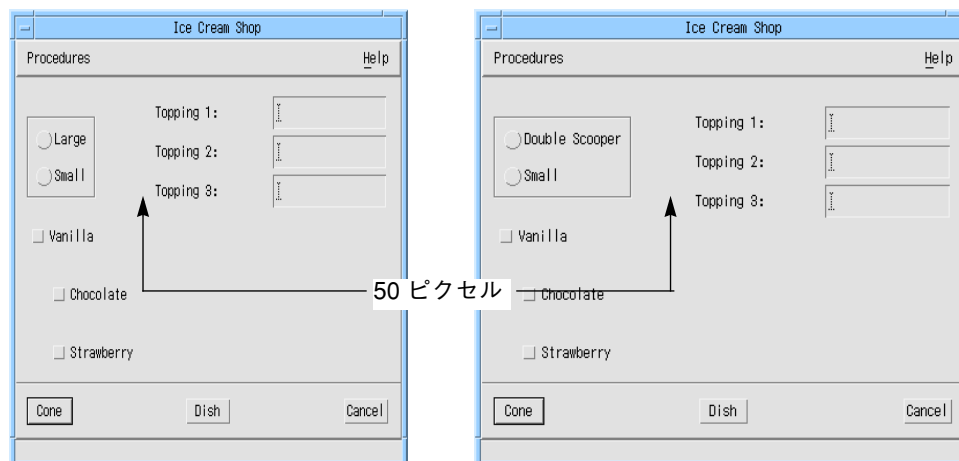 Ice Cream Shop
Procedures Help
Topping 1:
Large
Topping 2:
Small
Topping 3:
Vanilla
Chocolate
Strawberry
Cone Dish Cancel
50 ピクセル
Ice Cream Shop
Procedures Help
Topping 1:
Double Scooper
Topping 2:
Small
Topping 3:
Vanilla
Chocolate
Strawberry
Cone Dish Cancel